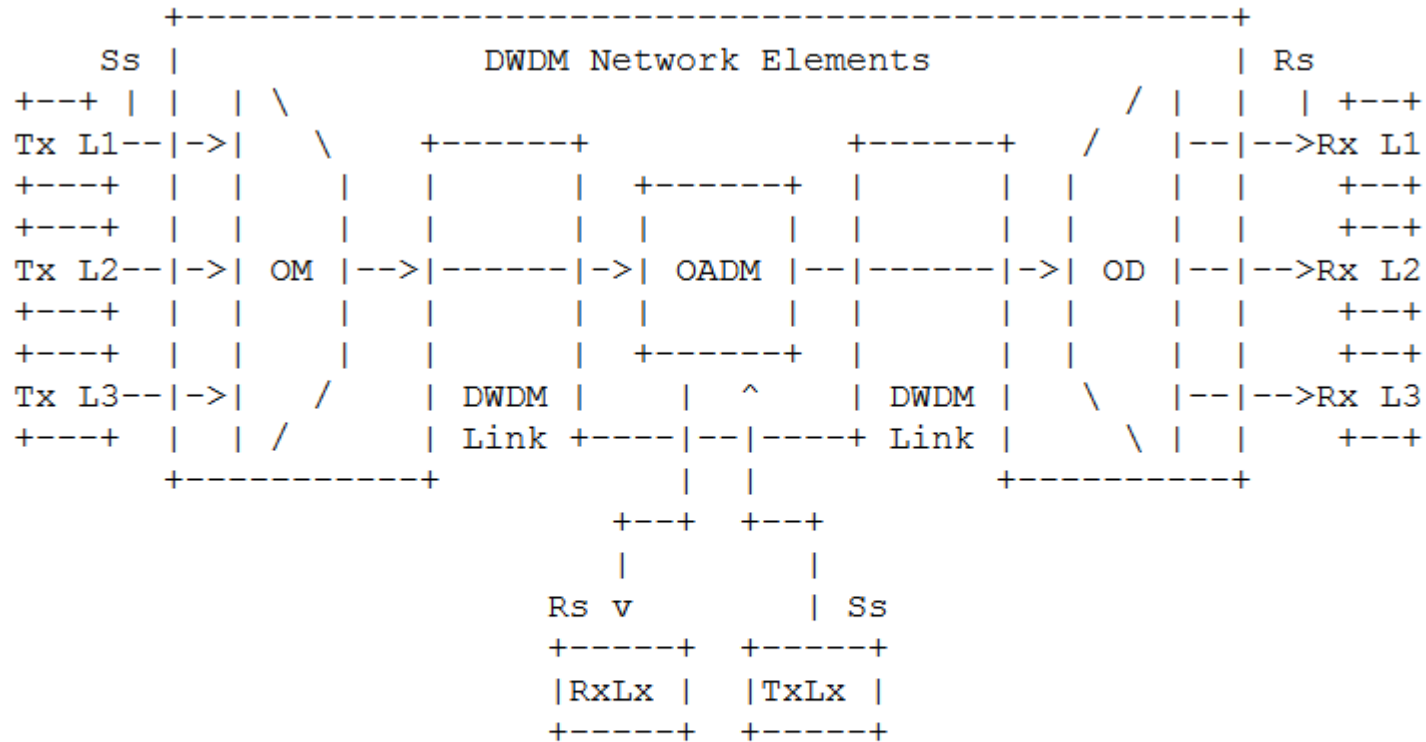 +--------------------------------------------------+
     Ss |                  DWDM Network Elements                  | Rs
+--+ | |   | \                                        / |   |   | +--+
Tx L1--|->|    \     +------+               +------+    /    |--|-->Rx L1
+---+  |  |     |    |      |  +------+  |      |  |     |  |     +--+
+---+  |  |     |    |      |  |      |  |      |  |     |  |     +--+
Tx L2--|->| OM  |-->|------|->| OADM |--|------|->| OD  |--|-->Rx L2
+---+  |  |     |    |      |  |      |  |      |  |     |  |     +--+
+---+  |  |     |    |      |  +------+  |      |  |     |  |     +--+
Tx L3--|->|    /     | DWDM |    |  ^    | DWDM |   \    |--|-->Rx L3
+---+  |  | /        | Link +----|--|----+ Link |     \ |  |     +--+
       +-----------+          |  |          +----------+
                           +--+  +--+
                           |        |
                        Rs v        | Ss
                        +-----+  +-----+
                        |RxLx |  |TxLx |
                        +-----+  +-----+